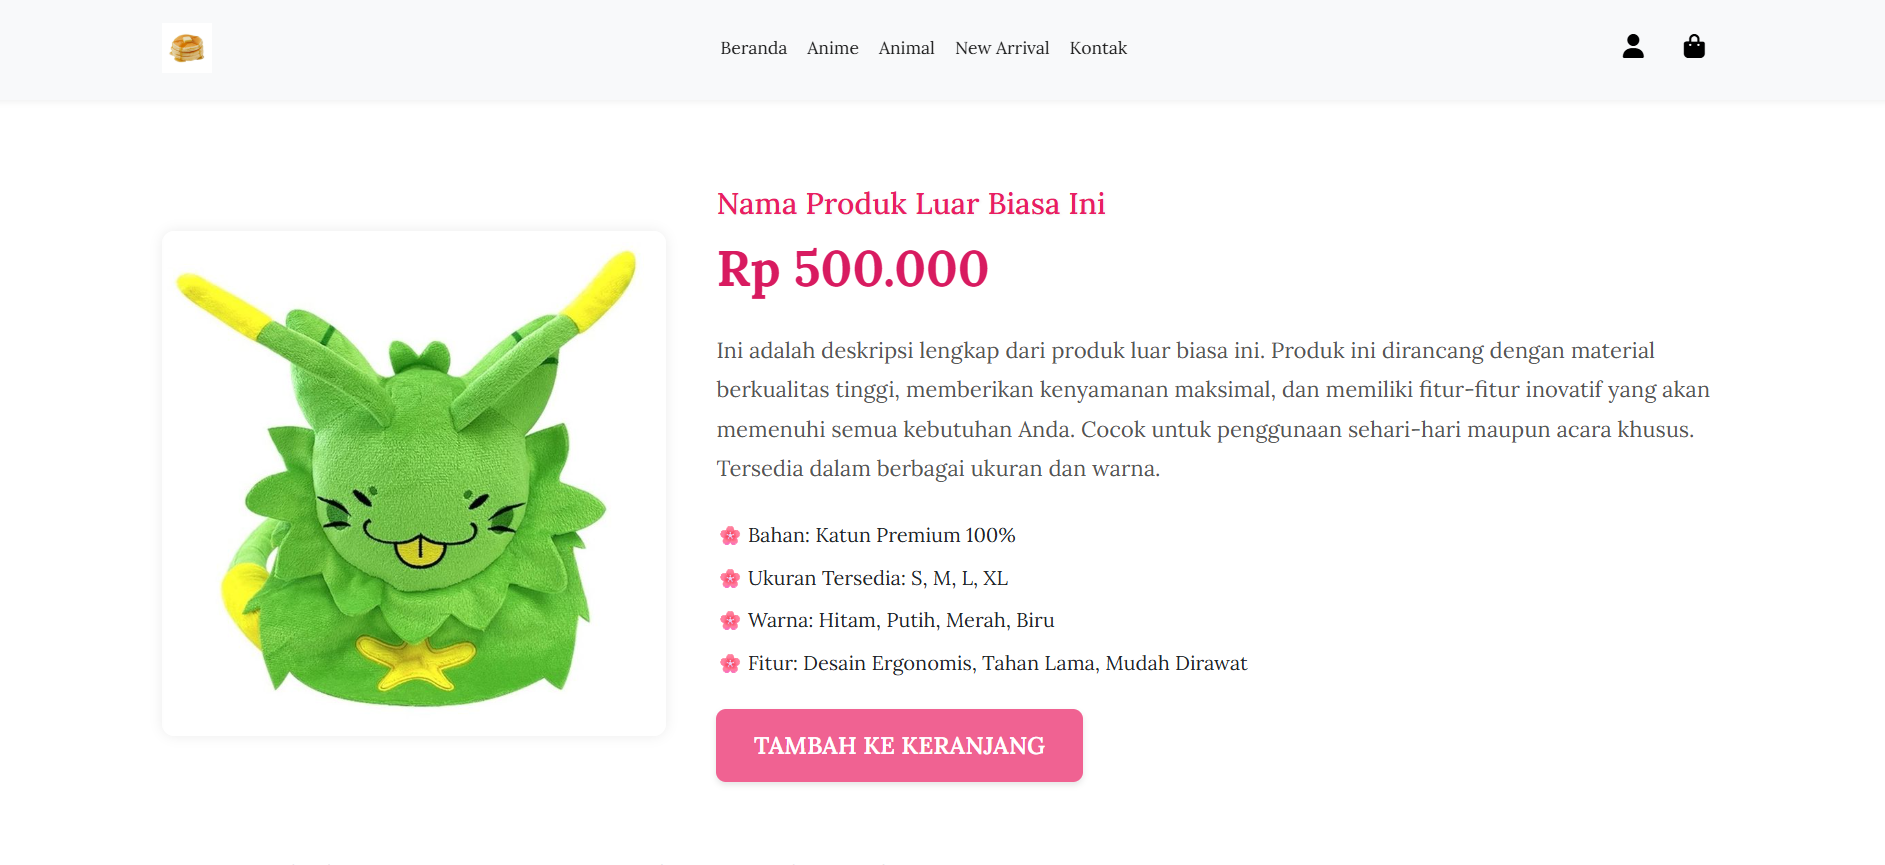 Beranda Anime Animal New Arrival Kontak
Nama Produk Luar Biasa Ini
Rp 500.000
Ini adalah deskripsi lengkap dari produk luar biasa ini. Produk ini dirancang dengan material
berkualitas tinggi, memberikan kenyamanan maksimal, dan memiliki fitur-fitur inovatif yang akan
memenuhi semua kebutuhan Anda. Cocok untuk penggunaan sehari-hari maupun acara khusus.
Tersedia dalam berbagai ukuran dan warna.
Bahan: Katun Premium 100%
Ukuran Tersedia: S, M, L, XL
Warna: Hitam, Putih, Merah, Biru
Fitur: Desain Ergonomis, Tahan Lama, Mudah Dirawat
TAMBAH KE KERANJANG